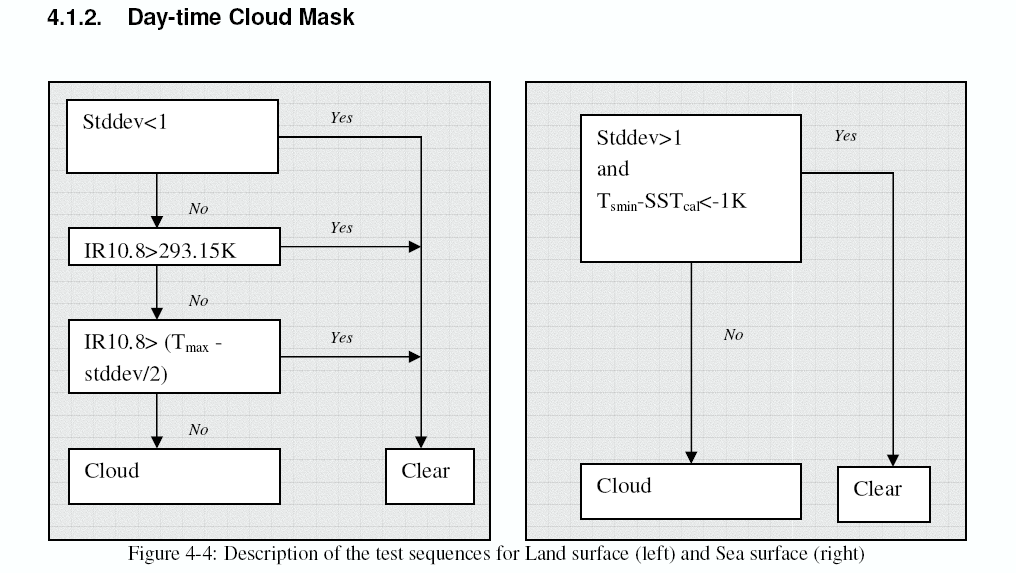 4.1.2. Day-time Cloud Mask
Stddev<1
Yes
No
IR10.8>293.15K
Yes
No
IR10.8> (Tmax -
stddev/2)
Yes
No
Cloud
Clear
Stddev>1
and
Tsmin-SSTcal<-1K
Yes
No
Cloud
Clear
Figure 4-4: Description of the test sequences for Land surface (left) and Sea surface (right)